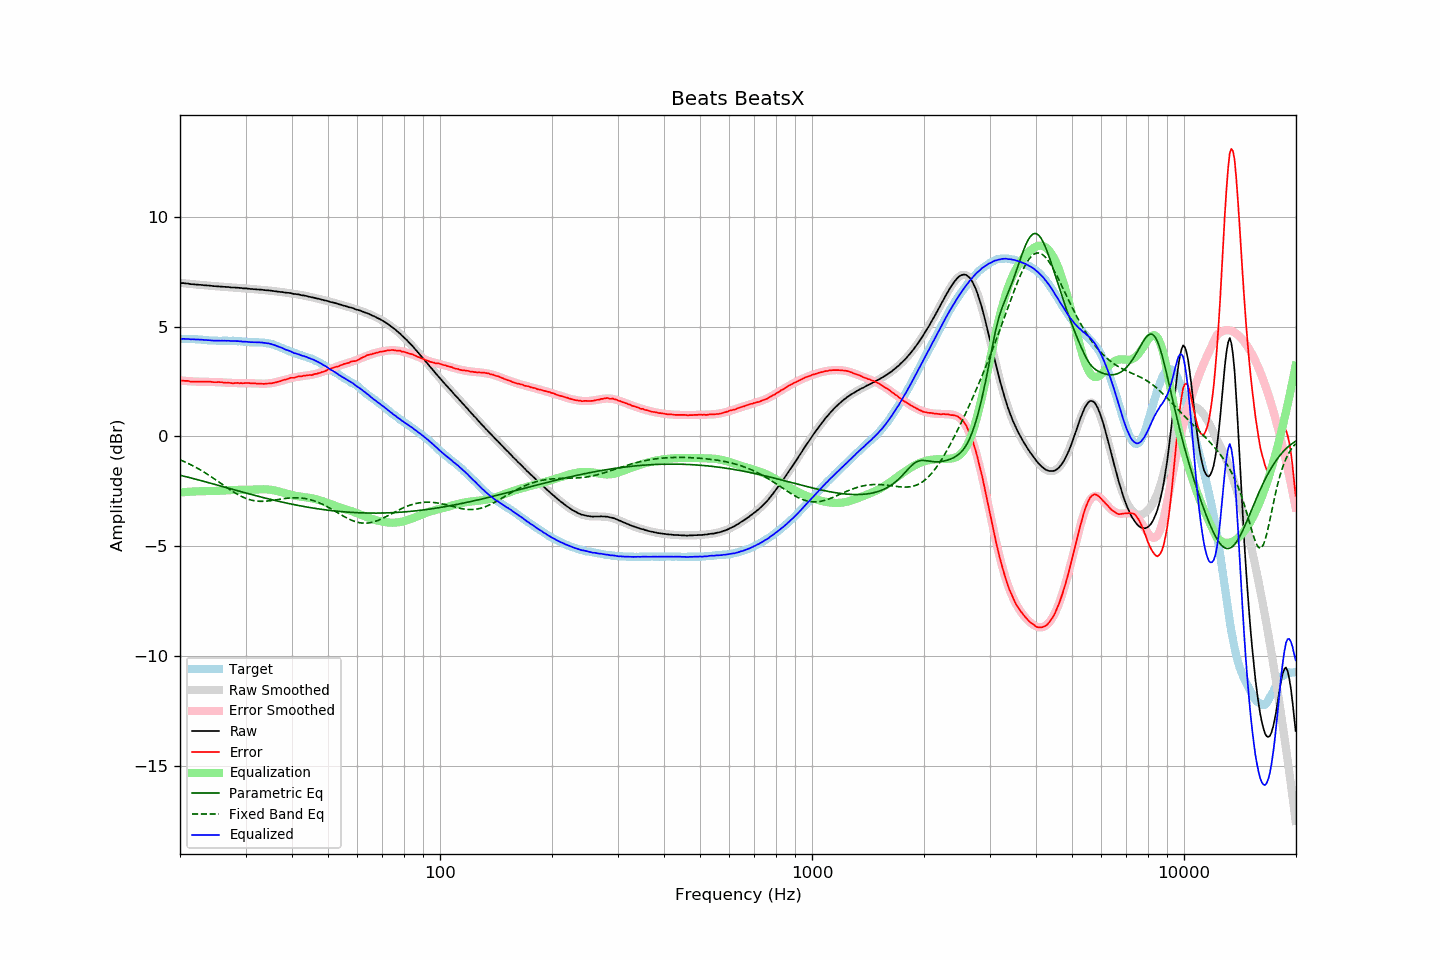 Beats BeatsX
Amplitude (dBr)
10
5
0
−5
−10
−15
Target
Raw Smoothed
Error Smoothed
Raw
Error
Equalization
Parametric Eq
Fixed Band Eq
Equalized
100
1000
10000
Frequency (Hz)